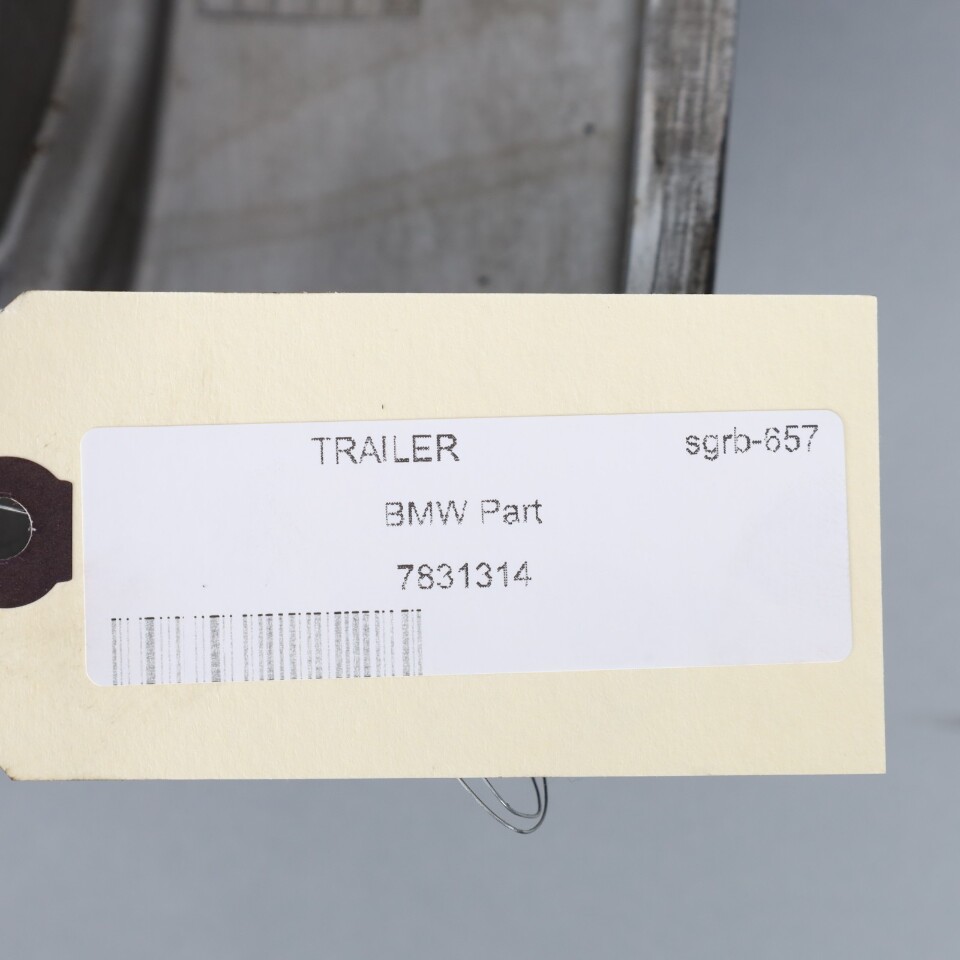 TRAILER sgrb-657
BMW Part
7831314